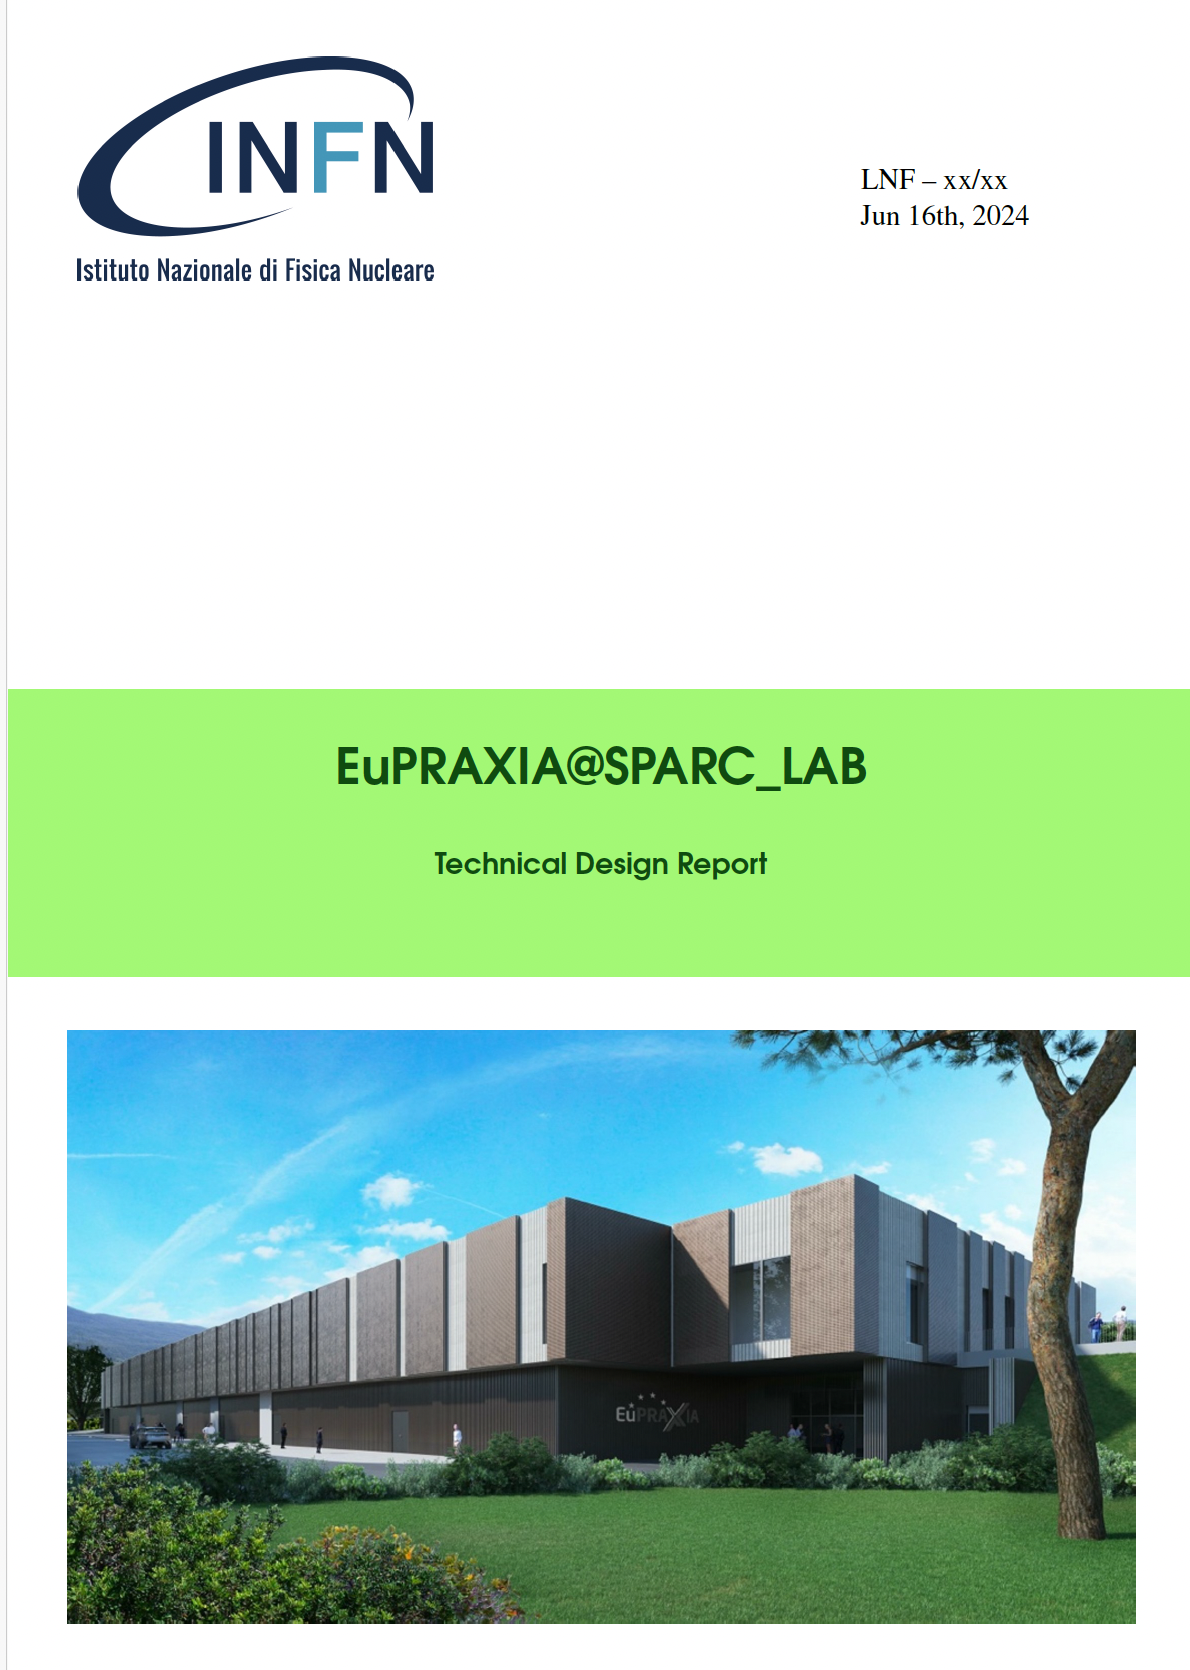 INFN
Istituto Nazionale di Fisica Nucleare
LNF – xx/xx
Jun 16th, 2024
EuPRAXIA@SPARC_LAB
Technical Design Report
EuPRAXIA